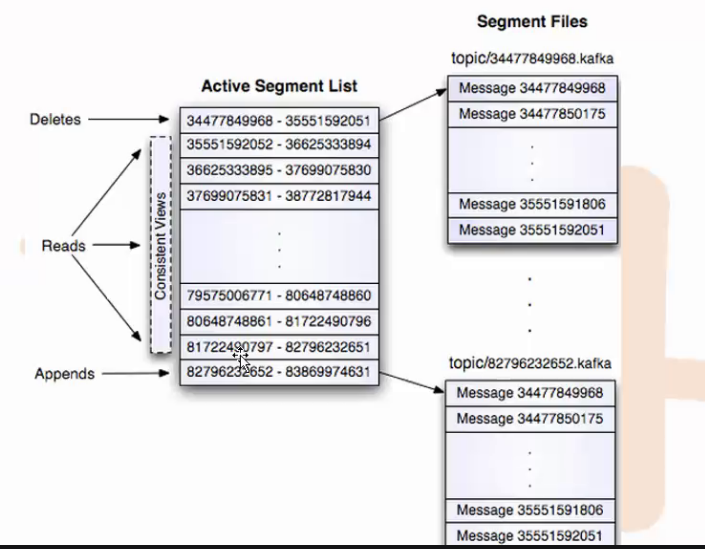 Segment Files
topic/34477849968.kafka
Active Segment List
Message 34477849968
Deletes
34477849968 - 35551592051
Message 34477850175
35551592052 - 36625333894
36625333895 - 37699075830
37699075831 - 38772817944
Message 35551591806
Message 35551592051
Reads
Consistent Views
79575006771 - 80648748860
80648748861 - 81722490796
81722490797 - 82796232651
topic/82796232652.kafka
Appends
82796232652 - 83869974631
Message 34477849968
Message 34477850175
Message 35551591806
Message 35551592051